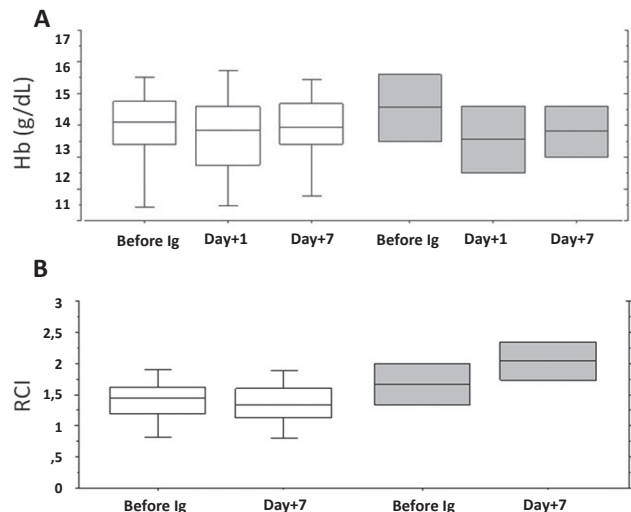 A
Hb (g/dL)
17
16
15
14
13
12
11
Before Ig Day+1 Day+7 Before Ig Day+1 Day+7
B
RCI
3
2,5
2
1,5
1
,5
0
Before Ig Day+7 Before Ig Day+7